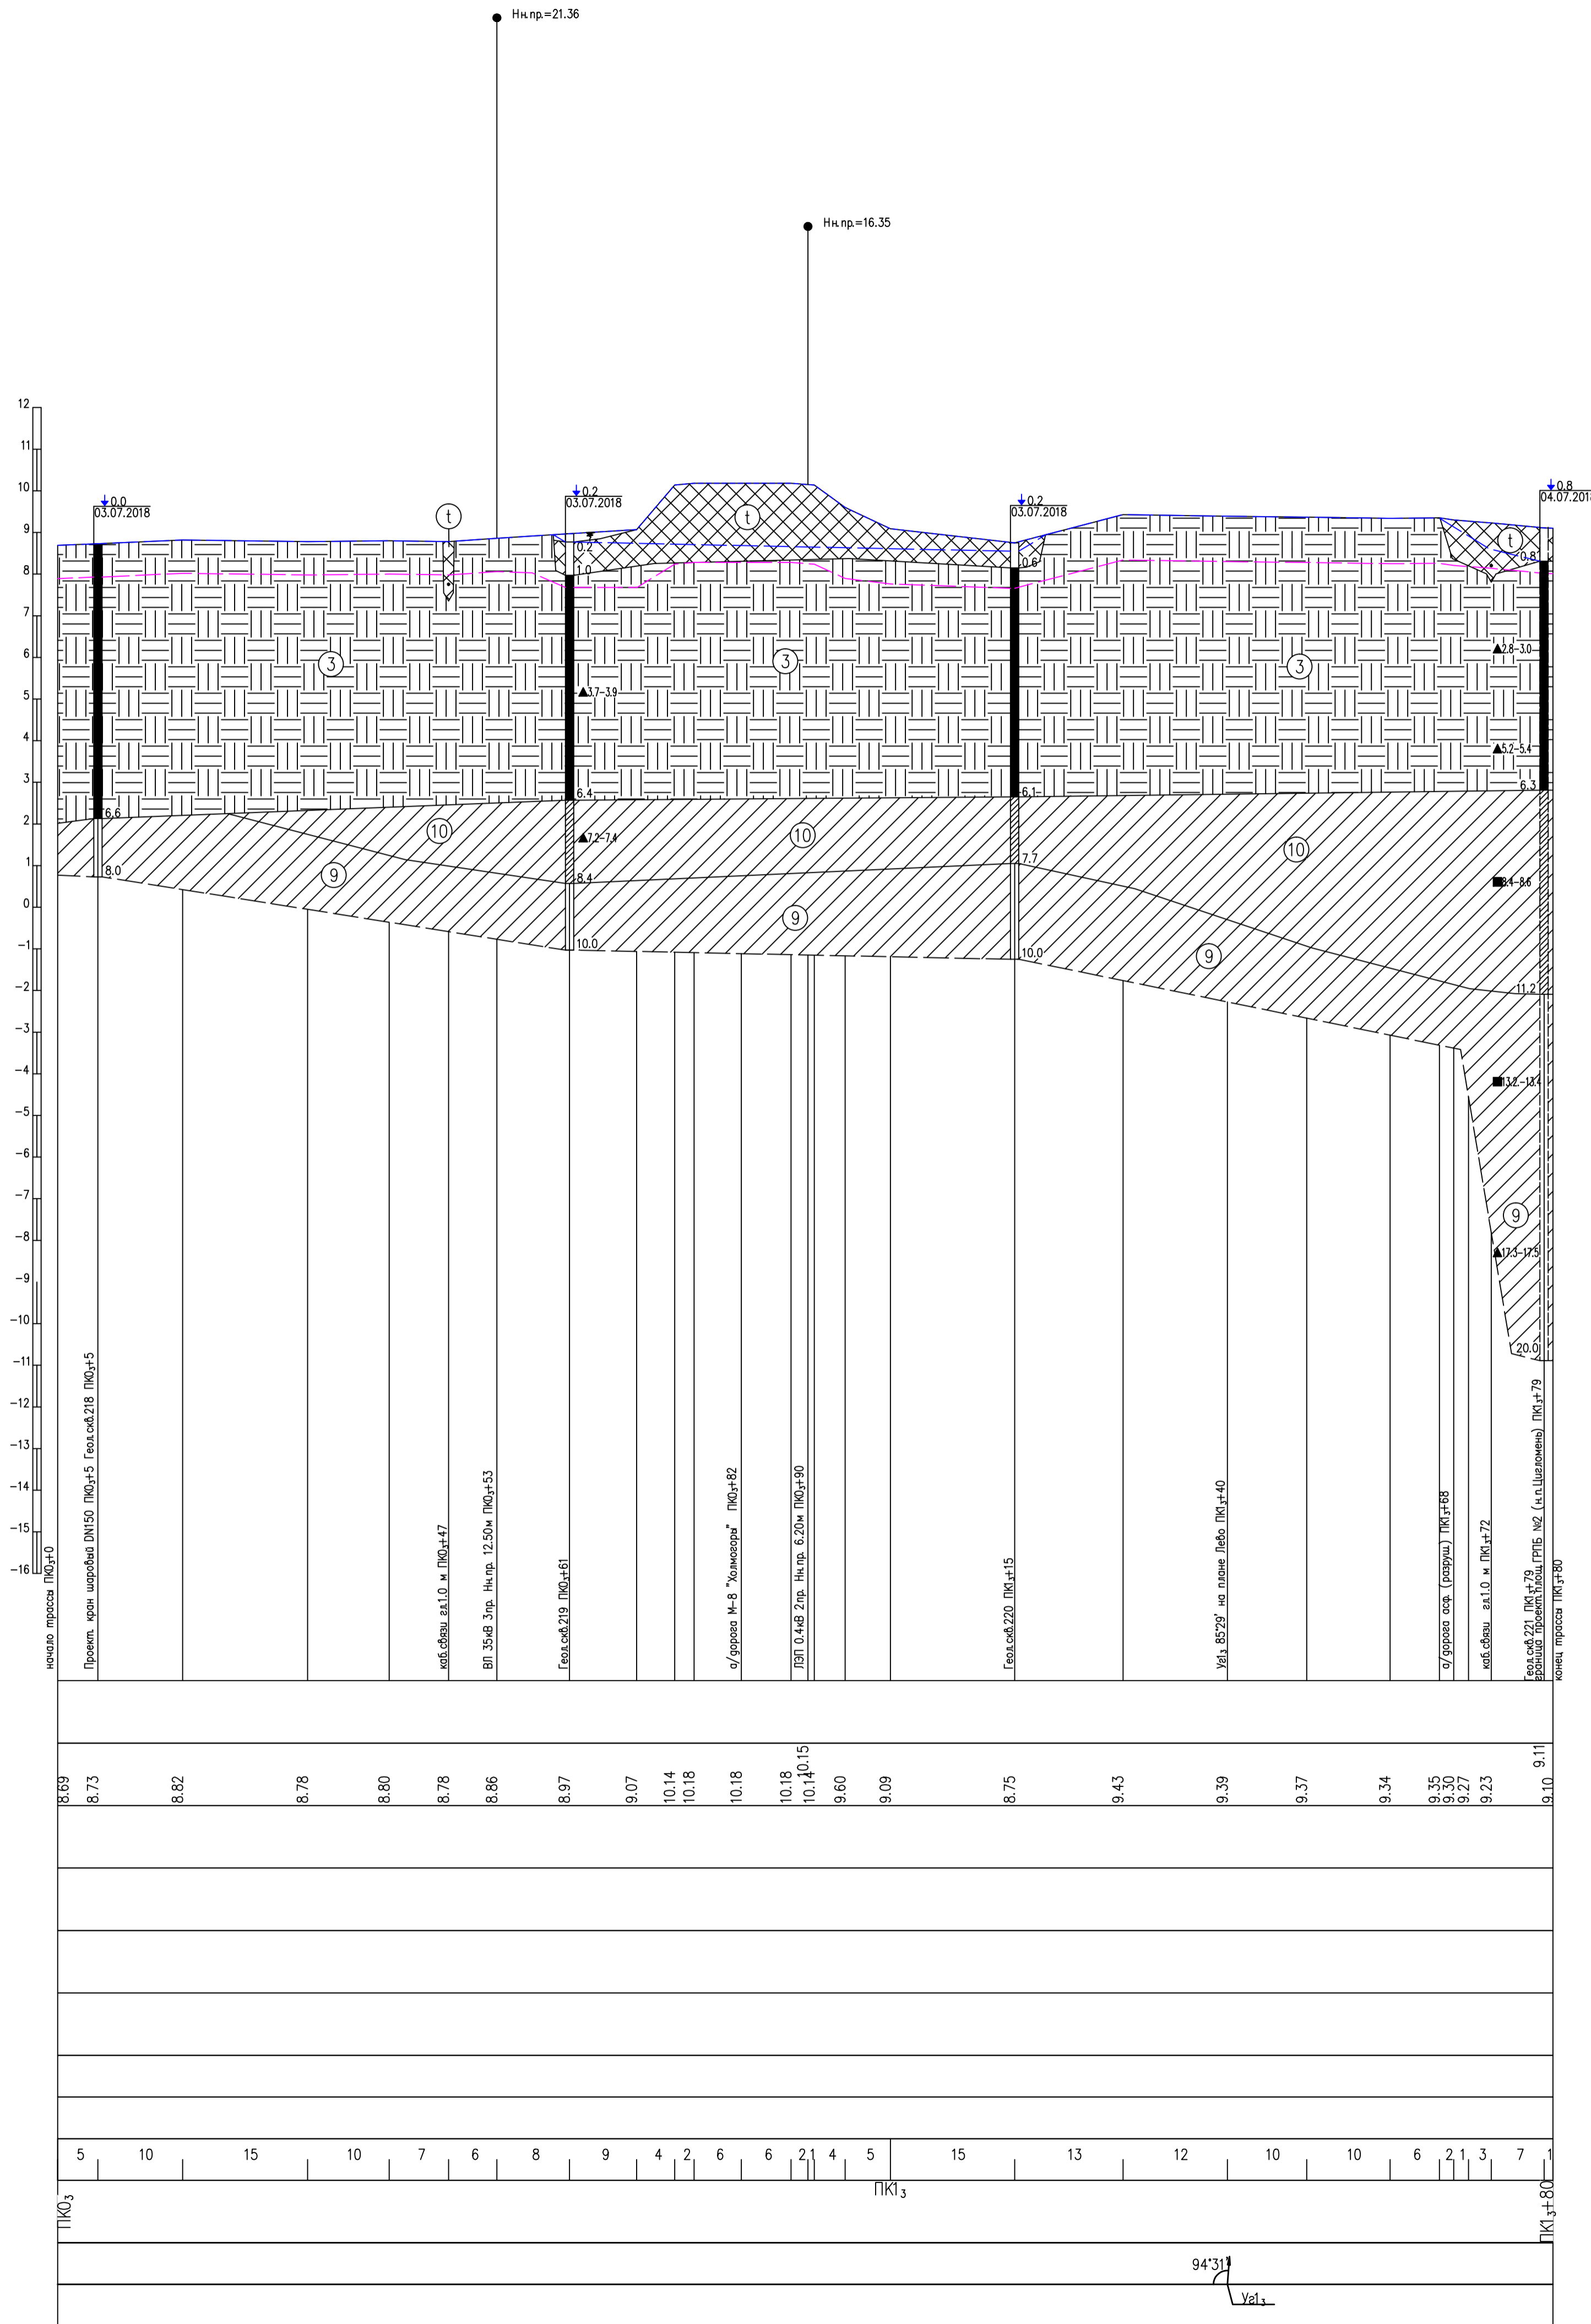 Нн.пр.=21.36
Нн.пр.=16.35
12
11
10
9
8
7
6
5
4
3
2
1
0
-1
-2
-3
-4
-5
-6
-7
-8
-9
-10
-11
-12
-13
-14
-15
-16
0.0
03.07.2018
0.2
03.07.2018
0.2
03.07.2018
0.8
04.07.2018
t
t
t
0.2
1.0
0.6
0.8
3
3
3
3.7-3.9
2.8-3.0
5.2-5.4
6.6
6.4
6.1
6.3
10
10
10
7.2-7.4
8.0
8.4
7.7
8.4-8.6
9
9
9
9
10.0
10.0
11.2
13.2.-13.4
17.3-17.5
20.0
начало трассы ПК0₃+0
Проект. кран шаровый DN150 ПК0₃+5 Геол.скв.218 ПК0₃+5
каб.связи гл.1.0 м ПК0₃+47
ВЛ 35кВ 3пр. Нн.пр. 12.50м ПК0₃+53
Геол.скв.219 ПК0₃+61
а/дорога М-8 "Холмогоры" ПК0₃+82
ЛЭП 0.4кВ 2пр. Нн.пр. 6.20м ПК0₃+90
Геол.скв.220 ПК1₃+15
Уг1₃ 85°29' на плане Лево ПК1₃+40
а/дорога асф. (разруш.) ПК1₃+68
каб.связи гл.1.0 м ПК1₃+72
Геол.скв.221 ПК1₃+79
граница проект.площ.ГРПБ №2 (н.п.Цигломень) ПК1₃+79
конец трассы ПК1₃+80
8.69 8.73 8.82 8.78 8.80 8.78 8.86 8.97 9.07 10.14 10.18 10.18 10.18 10.15 10.14 9.60 9.09 8.75 9.43 9.39 9.37 9.34 9.35 9.30 9.27 9.23 9.11 9.10
5 10 15 10 7 6 8 9 4 2 6 6 2 1 4 5 15 13 12 10 10 6 2 1 3 7 1
ПК0₃
ПК1₃
ПК1₃+80
94°31'
Уг1₃